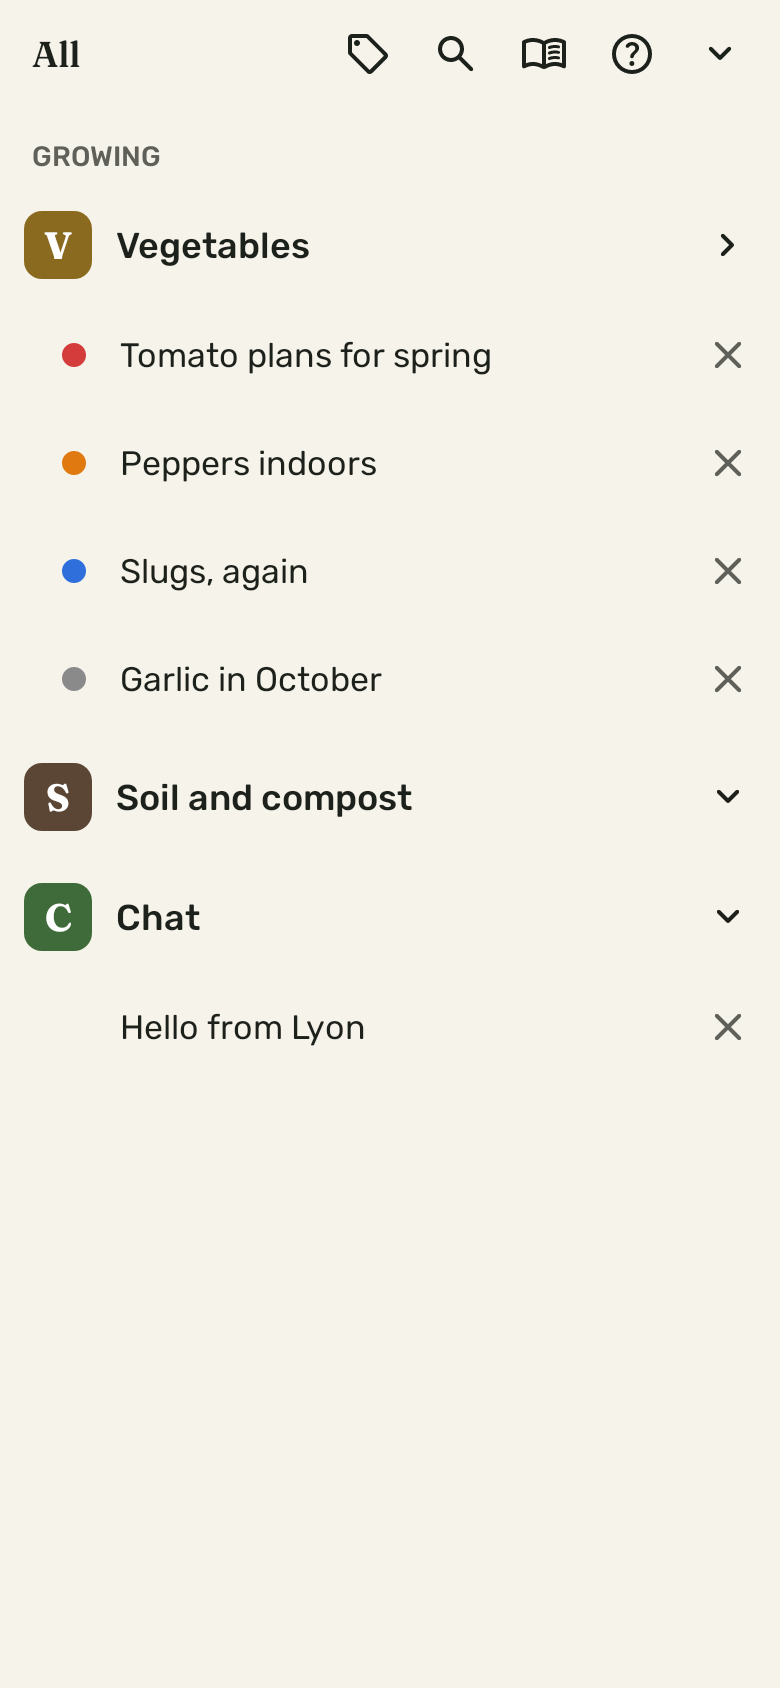 All
GROWING
V Vegetables
Tomato plans for spring
Peppers indoors
Slugs, again
Garlic in October
S Soil and compost
C Chat
Hello from Lyon